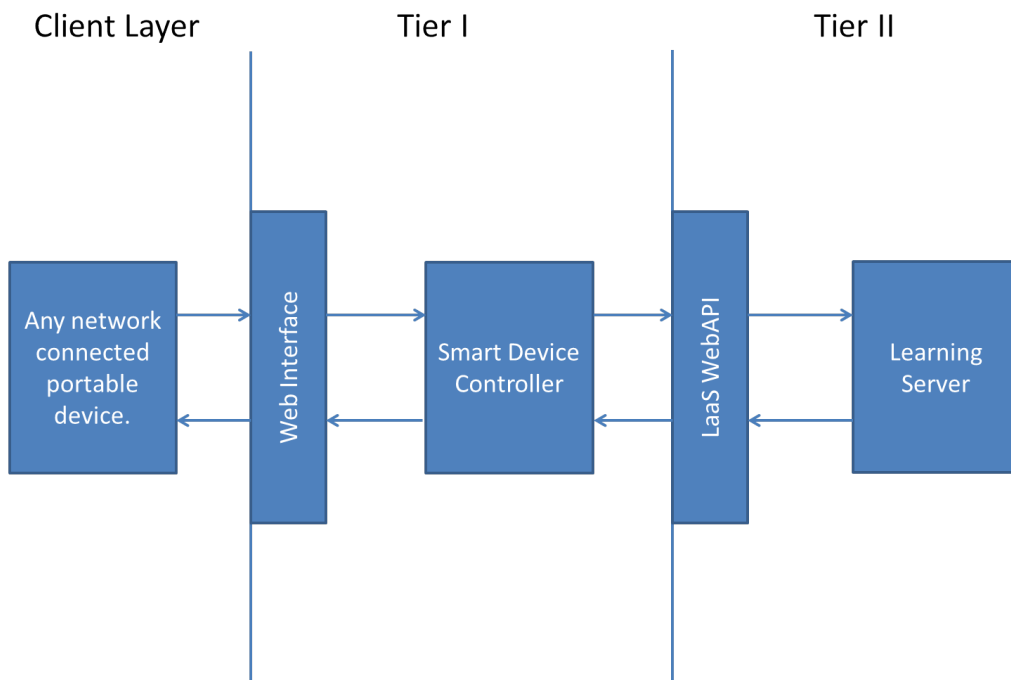 Client Layer
Tier I
Tier II
Any network
connected
portable
device.
Web Interface
Smart Device
Controller
LaaS WebAPI
Learning
Server